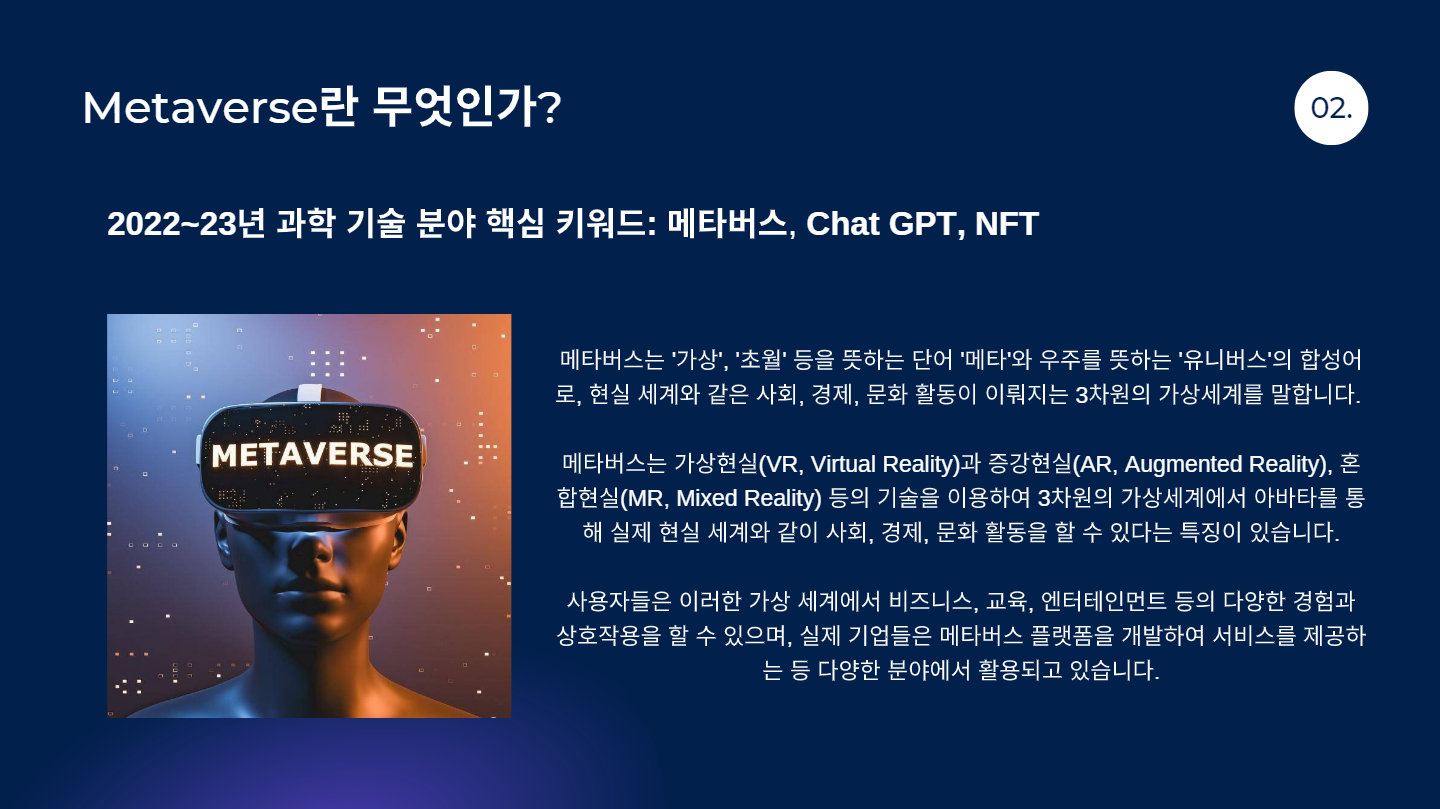 Metaverse란 무엇인가?
02.
2022~23년 과학 기술 분야 핵심 키워드: 메타버스, Chat GPT, NFT
METAVERSE
메타버스는 '가상', '초월' 등을 뜻하는 단어 '메타'와 우주를 뜻하는 '유니버스'의 합성어
로, 현실 세계와 같은 사회, 경제, 문화 활동이 이뤄지는 3차원의 가상세계를 말합니다.
메타버스는 가상현실(VR, Virtual Reality)과 증강현실(AR, Augmented Reality), 혼
합현실(MR, Mixed Reality) 등의 기술을 이용하여 3차원의 가상세계에서 아바타를 통
해 실제 현실 세계와 같이 사회, 경제, 문화 활동을 할 수 있다는 특징이 있습니다.
사용자들은 이러한 가상 세계에서 비즈니스, 교육, 엔터테인먼트 등의 다양한 경험과
상호작용을 할 수 있으며, 실제 기업들은 메타버스 플랫폼을 개발하여 서비스를 제공하
는 등 다양한 분야에서 활용되고 있습니다.